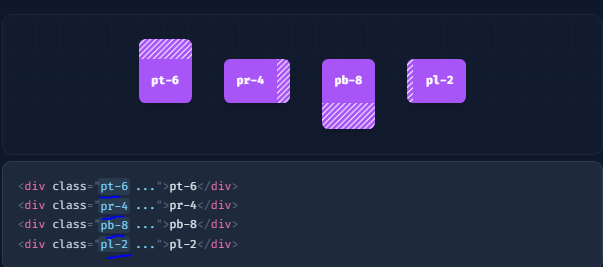 pt-6 pr-4 pb-8 pl-2
<div class="pt-6 ...">pt-6</div>
<div class="pr-4 ...">pr-4</div>
<div class="pb-8 ...">pb-8</div>
<div class="pl-2 ...">pl-2</div>